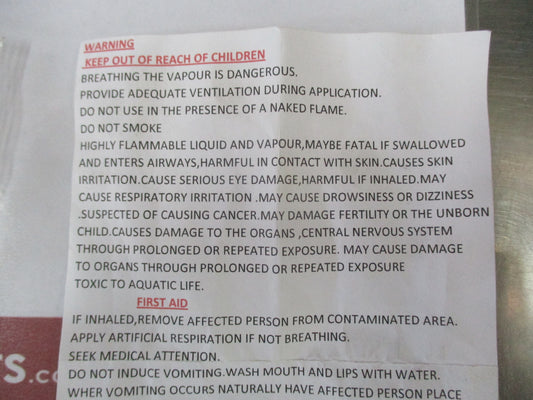 WARNING
KEEP OUT OF REACH OF CHILDREN
BREATHING THE VAPOUR IS DANGEROUS.
PROVIDE ADEQUATE VENTILATION DURING APPLICATION.
DO NOT USE IN THE PRESENCE OF A NAKED FLAME.
DO NOT SMOKE
HIGHLY FLAMMABLE LIQUID AND VAPOUR,MAYBE FATAL IF SWALLOWED
AND ENTERS AIRWAYS,HARMFUL IN CONTACT WITH SKIN.CAUSES SKIN
IRRITATION.CAUSE SERIOUS EYE DAMAGE,HARMFUL IF INHALED.MAY
CAUSE RESPIRATORY IRRITATION .MAY CAUSE DROWSINESS OR DIZZINESS
.SUSPECTED OF CAUSING CANCER.MAY DAMAGE FERTILITY OR THE UNBORN
CHILD.CAUSES DAMAGE TO THE ORGANS ,CENTRAL NERVOUS SYSTEM
THROUGH PROLONGED OR REPEATED EXPOSURE. MAY CAUSE DAMAGE
TO ORGANS THROUGH PROLONGED OR REPEATED EXPOSURE
TOXIC TO AQUATIC LIFE.
FIRST AID
IF INHALED,REMOVE AFFECTED PERSON FROM CONTAMINATED AREA.
APPLY ARTIFICIAL RESPIRATION IF NOT BREATHING.
SEEK MEDICAL ATTENTION.
DO NOT INDUCE VOMITING.WASH MOUTH AND LIPS WITH WATER.
WHER VOMITING OCCURS NATURALLY HAVE AFFECTED PERSON PLACE
TS.co